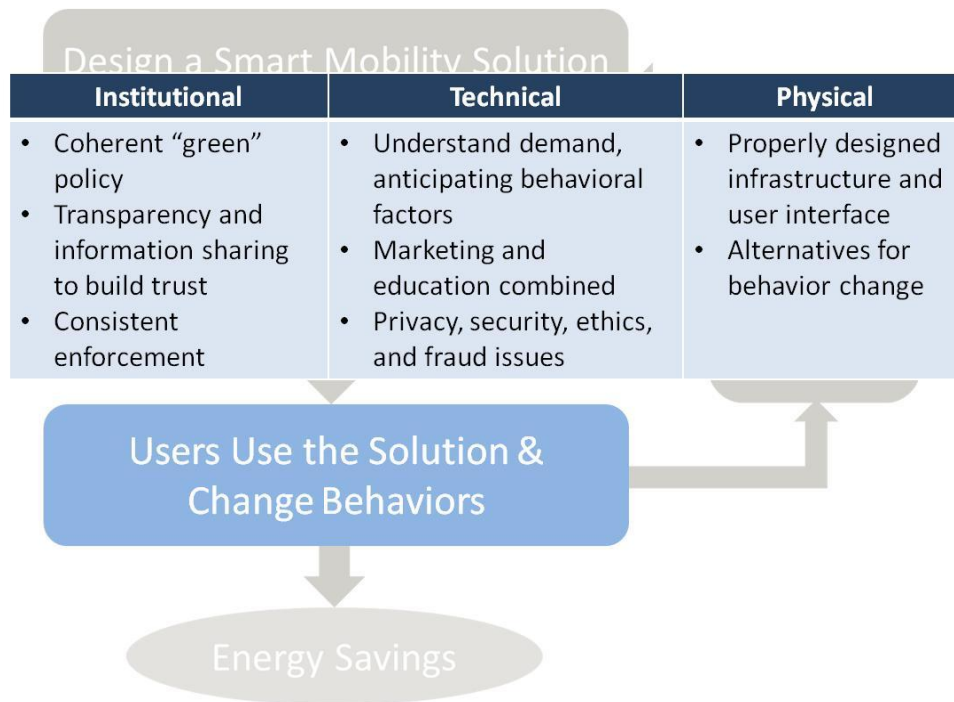 Design a Smart Mobility Solution
Institutional
• Coherent “green”
policy
• Transparency and
information sharing
to build trust
• Consistent
enforcement
Technical
• Understand demand,
anticipating behavioral
factors
• Marketing and
education combined
• Privacy, security, ethics,
and fraud issues
Physical
• Properly designed
infrastructure and
user interface
• Alternatives for
behavior change
Users Use the Solution &
Change Behaviors
Energy Savings